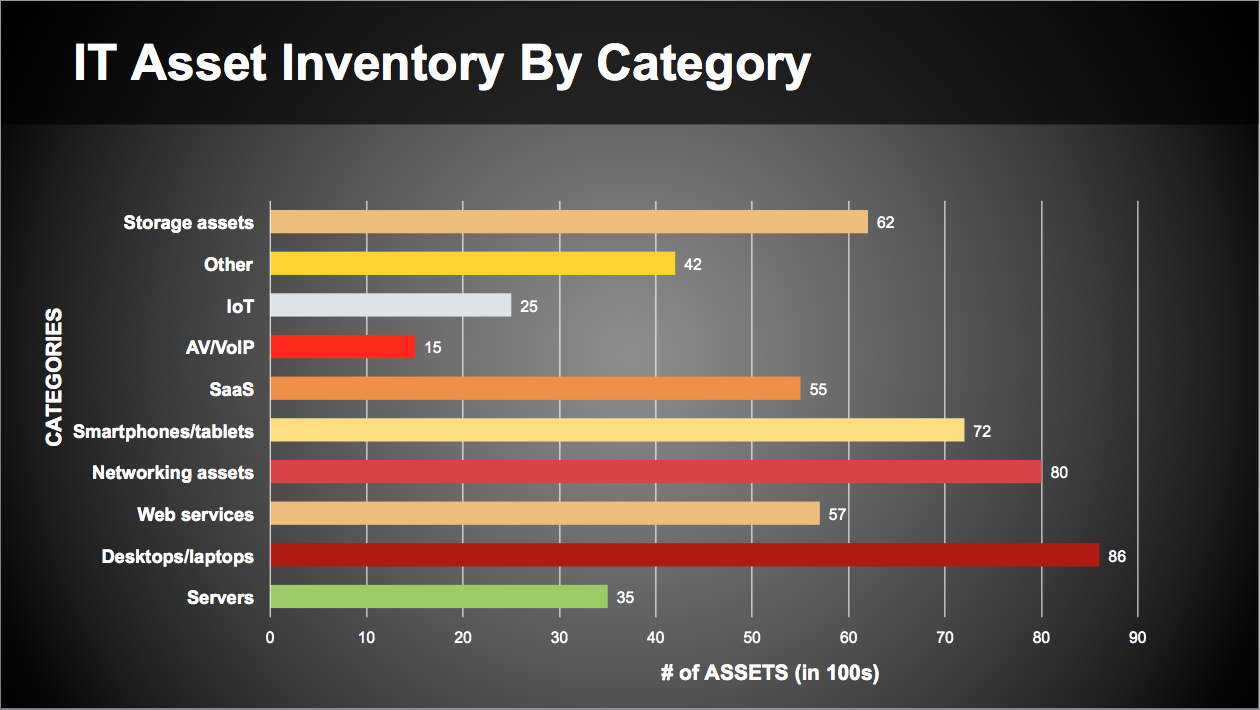 IT Asset Inventory By Category
CATEGORIES
Storage assets 62
Other 42
IoT 25
AV/VoIP 15
SaaS 55
Smartphones/tablets 72
Networking assets 80
Web services 57
Desktops/laptops 86
Servers 35
0 10 20 30 40 50 60 70 80 90
# of ASSETS (in 100s)